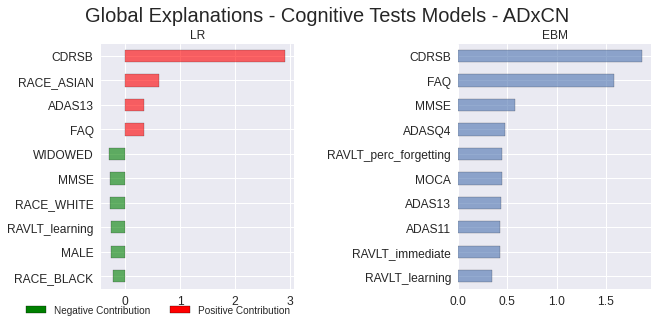 Global Explanations - Cognitive Tests Models - ADxCN
LR
CDRSB
RACE_ASIAN
ADAS13
FAQ
WIDOWED
MMSE
RACE_WHITE
RAVLT_learning
MALE
RACE_BLACK
0 1 2 3
Negative Contribution Positive Contribution
EBM
CDRSB
FAQ
MMSE
ADASQ4
RAVLT_perc_forgetting
MOCA
ADAS13
ADAS11
RAVLT_immediate
RAVLT_learning
0.0 0.5 1.0 1.5